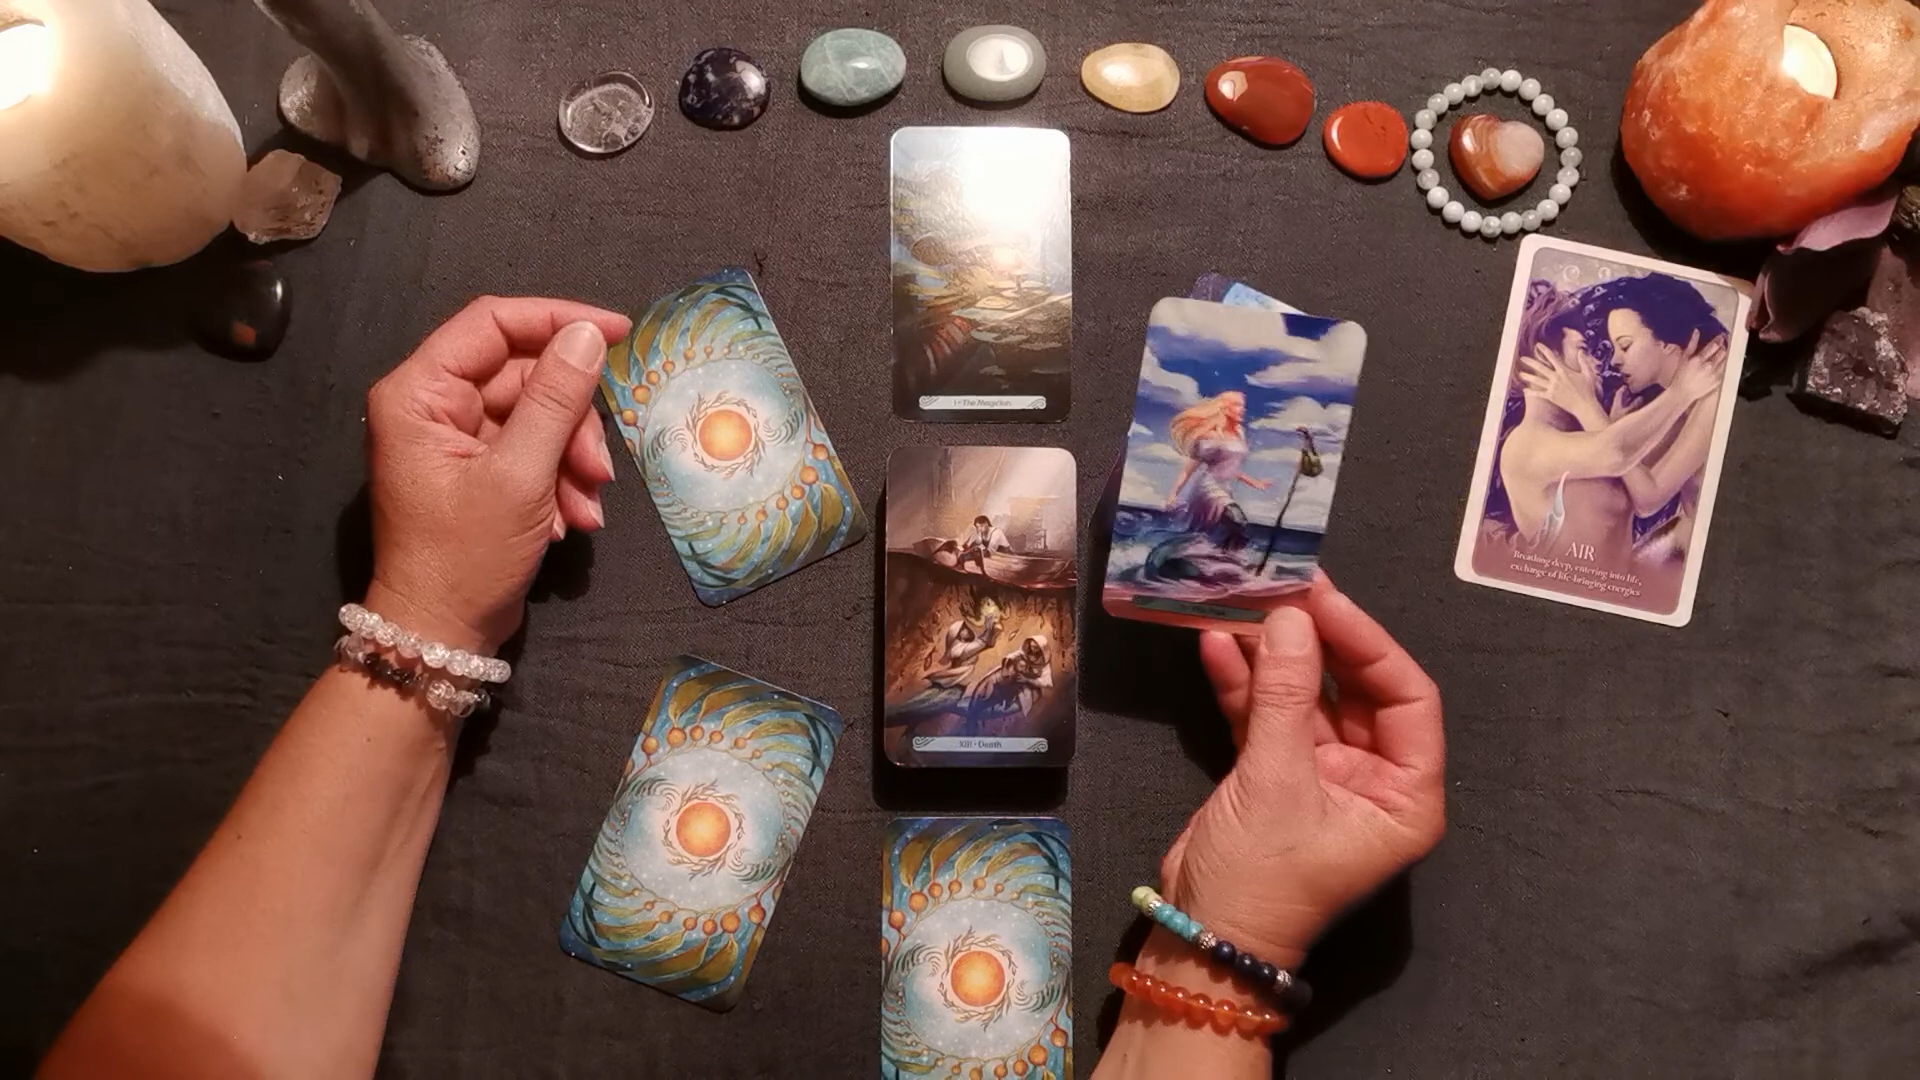 I • The Magician
XIII • Death
AIR
Breathing deep, entering into life,
exchange of life-bringing energies